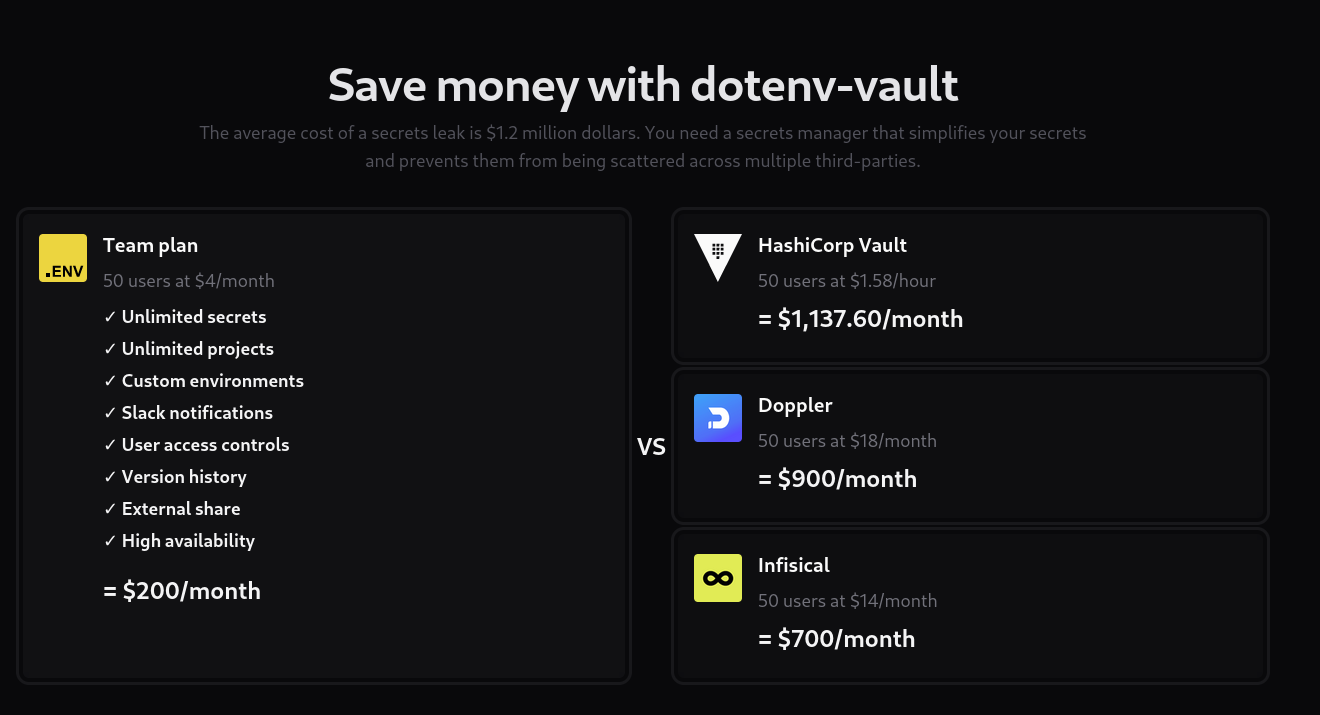 Save money with dotenv-vault
The average cost of a secrets leak is $1.2 million dollars. You need a secrets manager that simplifies your secrets
and prevents them from being scattered across multiple third-parties.
.ENV
Team plan
50 users at $4/month
✓ Unlimited secrets
✓ Unlimited projects
✓ Custom environments
✓ Slack notifications
✓ User access controls
✓ Version history
✓ External share
✓ High availability
= $200/month
VS
HashiCorp Vault
50 users at $1.58/hour
= $1,137.60/month
Doppler
50 users at $18/month
= $900/month
Infisical
50 users at $14/month
= $700/month